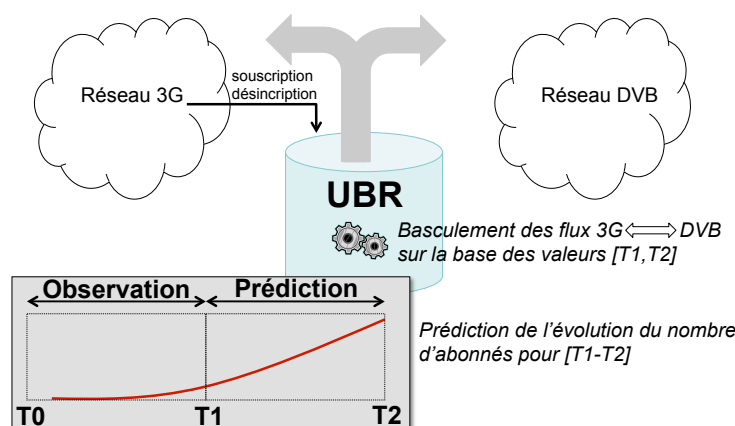 souscription
désincription
Réseau 3G
Réseau DVB
UBR
Basculement des flux 3G DVB
sur la base des valeurs [T1,T2]
Observation
Prédiction
Prédiction de l'évolution du nombre
d'abonnés pour [T1-T2]
T0
T1
T2